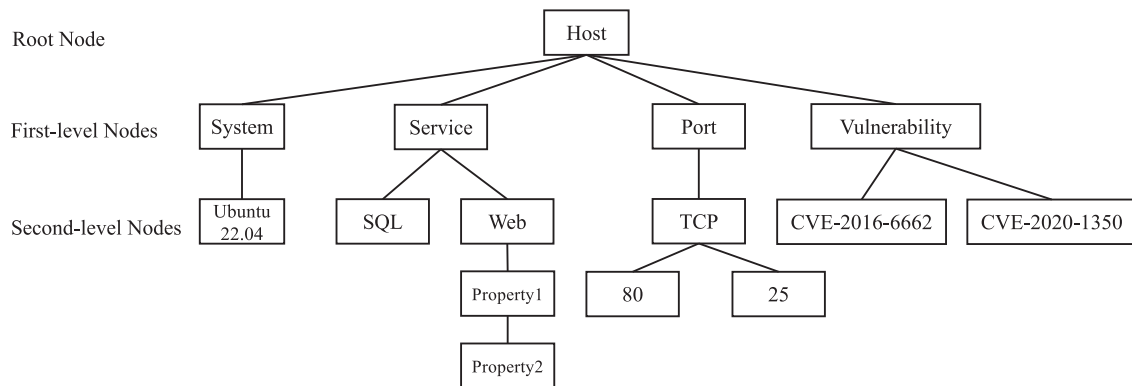 Root Node
Host
First-level Nodes
System
Service
Port
Vulnerability
Second-level Nodes
Ubuntu
22.04
SQL
Web
TCP
CVE-2016-6662
CVE-2020-1350
Property1
80
25
Property2